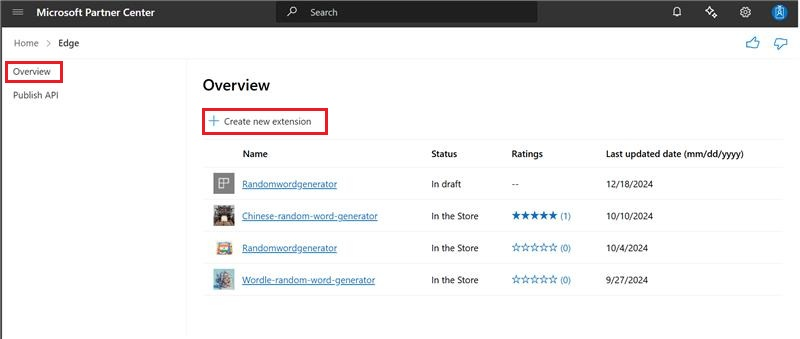 Microsoft Partner Center
Search
Home > Edge
Overview
Publish API
Overview
+ Create new extension
Name Status Ratings Last updated date (mm/dd/yyyy)
Randomwordgenerator In draft -- 12/18/2024
Chinese-random-word-generator In the Store ★★★★★ (1) 10/10/2024
Randomwordgenerator In the Store ☆☆☆☆☆ (0) 10/4/2024
Wordle-random-word-generator In the Store ☆☆☆☆☆ (0) 9/27/2024